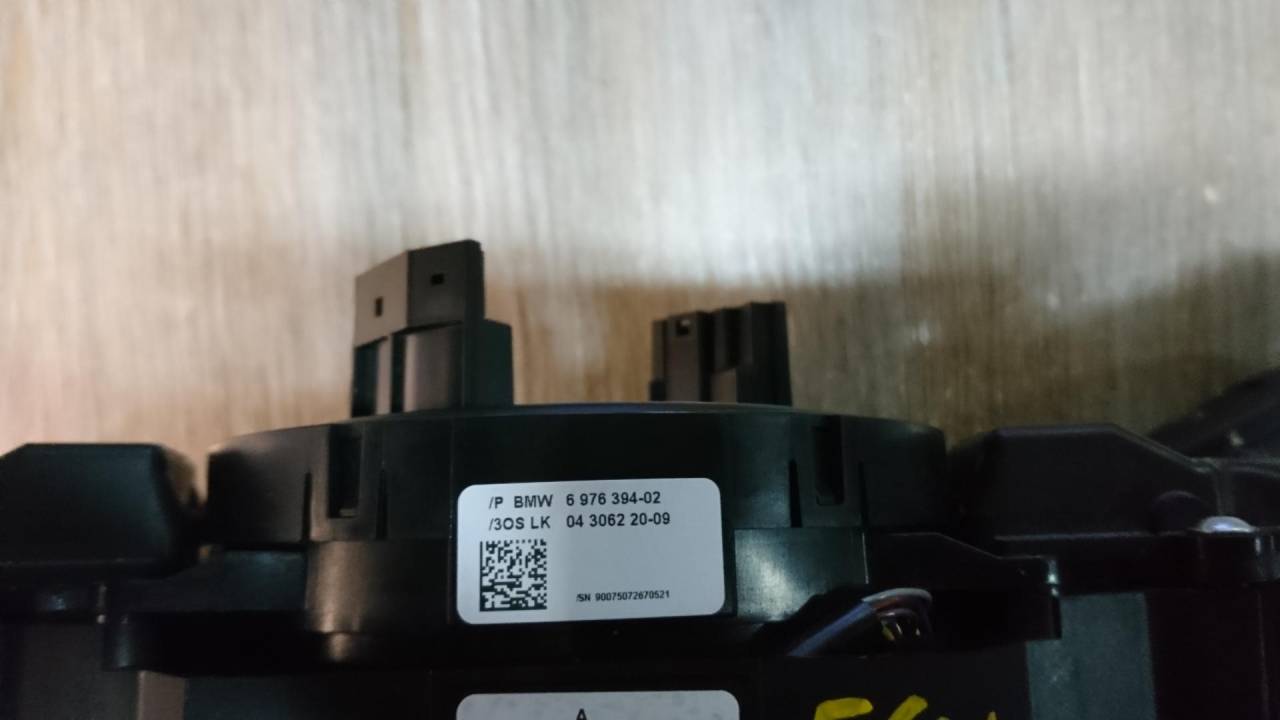 /P BMW 6 976 394-02
/3OS LK 04 3062 20-09
/SN 90075072670521
A